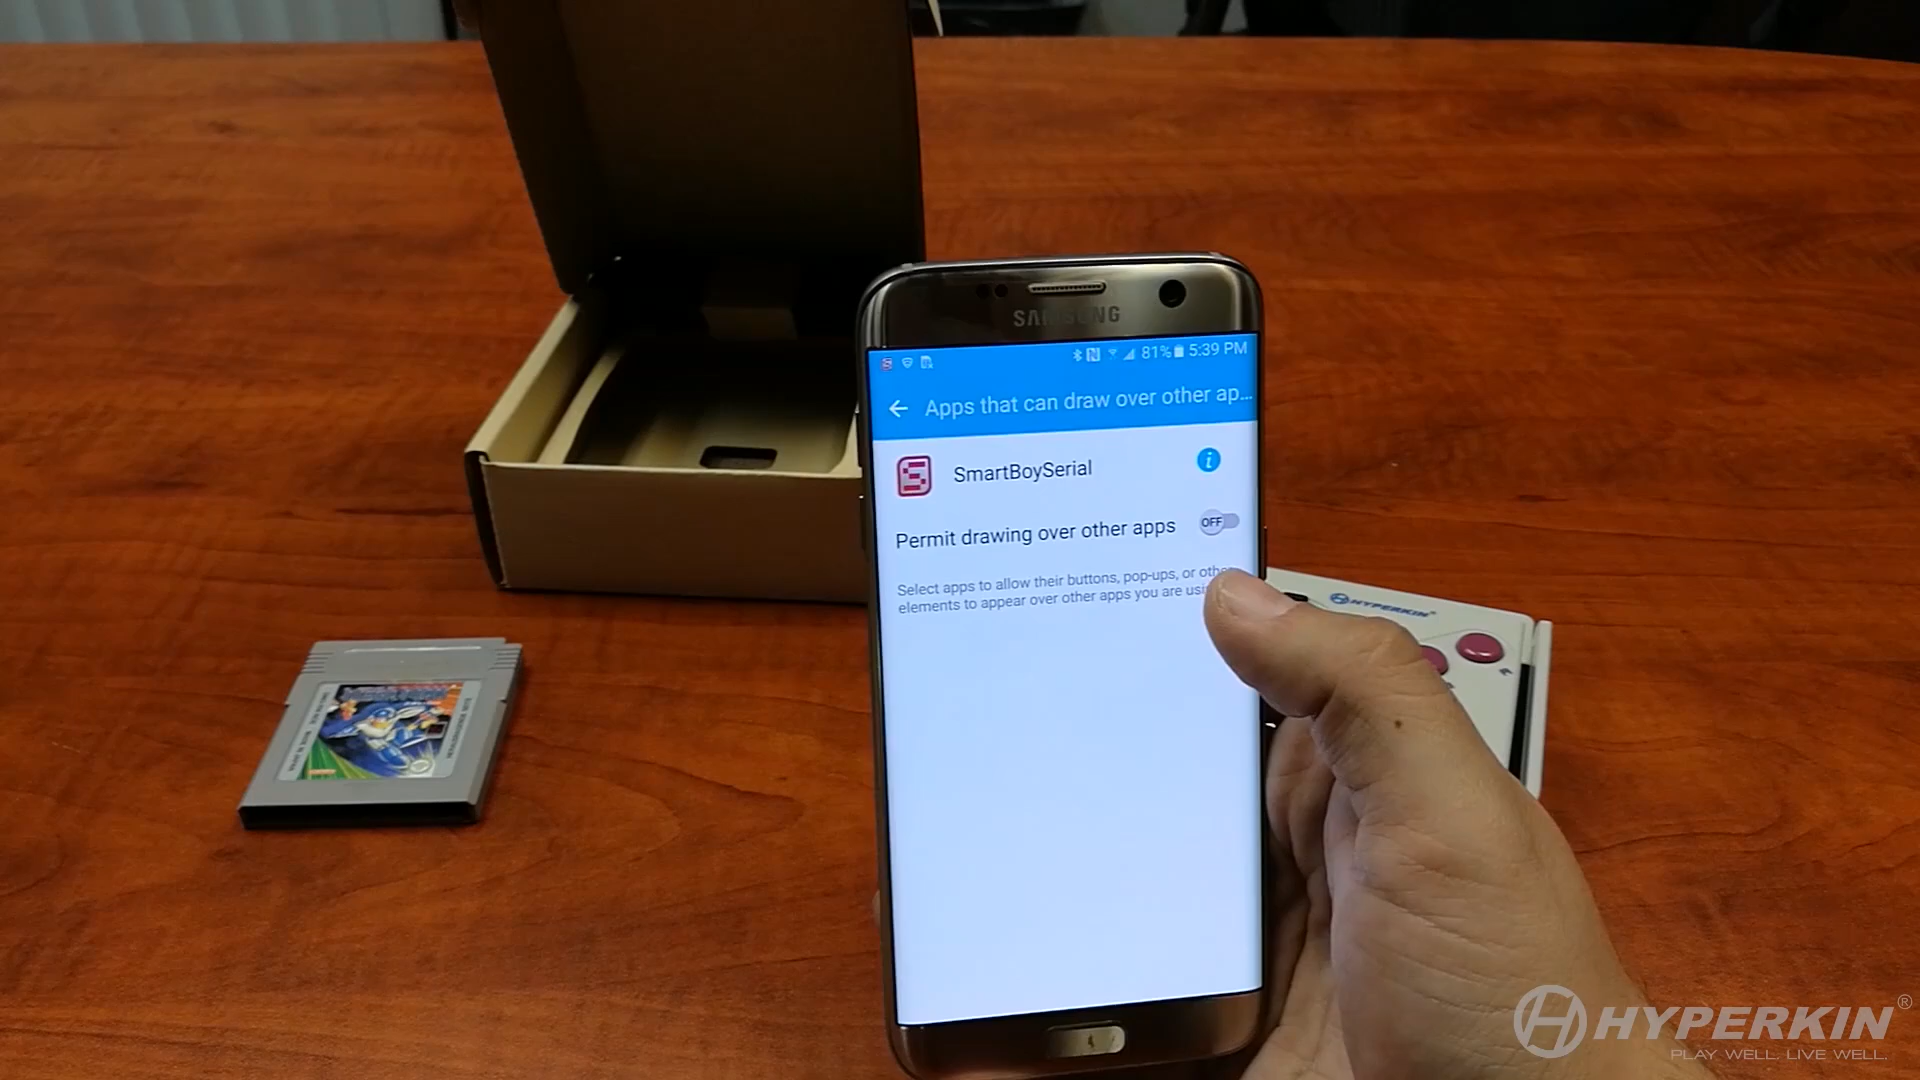 SAMSUNG
81% 5:39 PM
Apps that can draw over other ap...
SmartBoySerial
Permit drawing over other apps
OFF
Select apps to allow their buttons, pop-ups, or othe
elements to appear over other apps you are usi
HYPERKIN
HYPERKIN®
PLAY WELL. LIVE WELL.